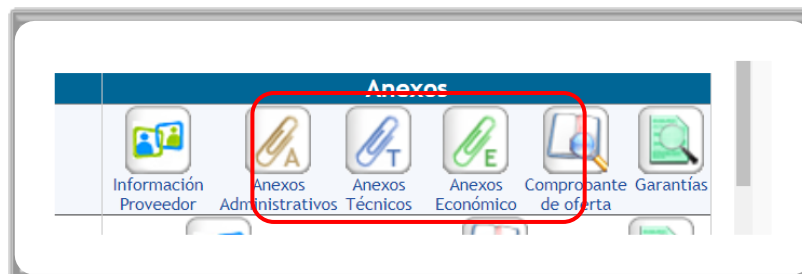 Anexos
A T E
Información Anexos Anexos Anexos Comprobante Garantías
Proveedor Administrativos Técnicos Económico de oferta